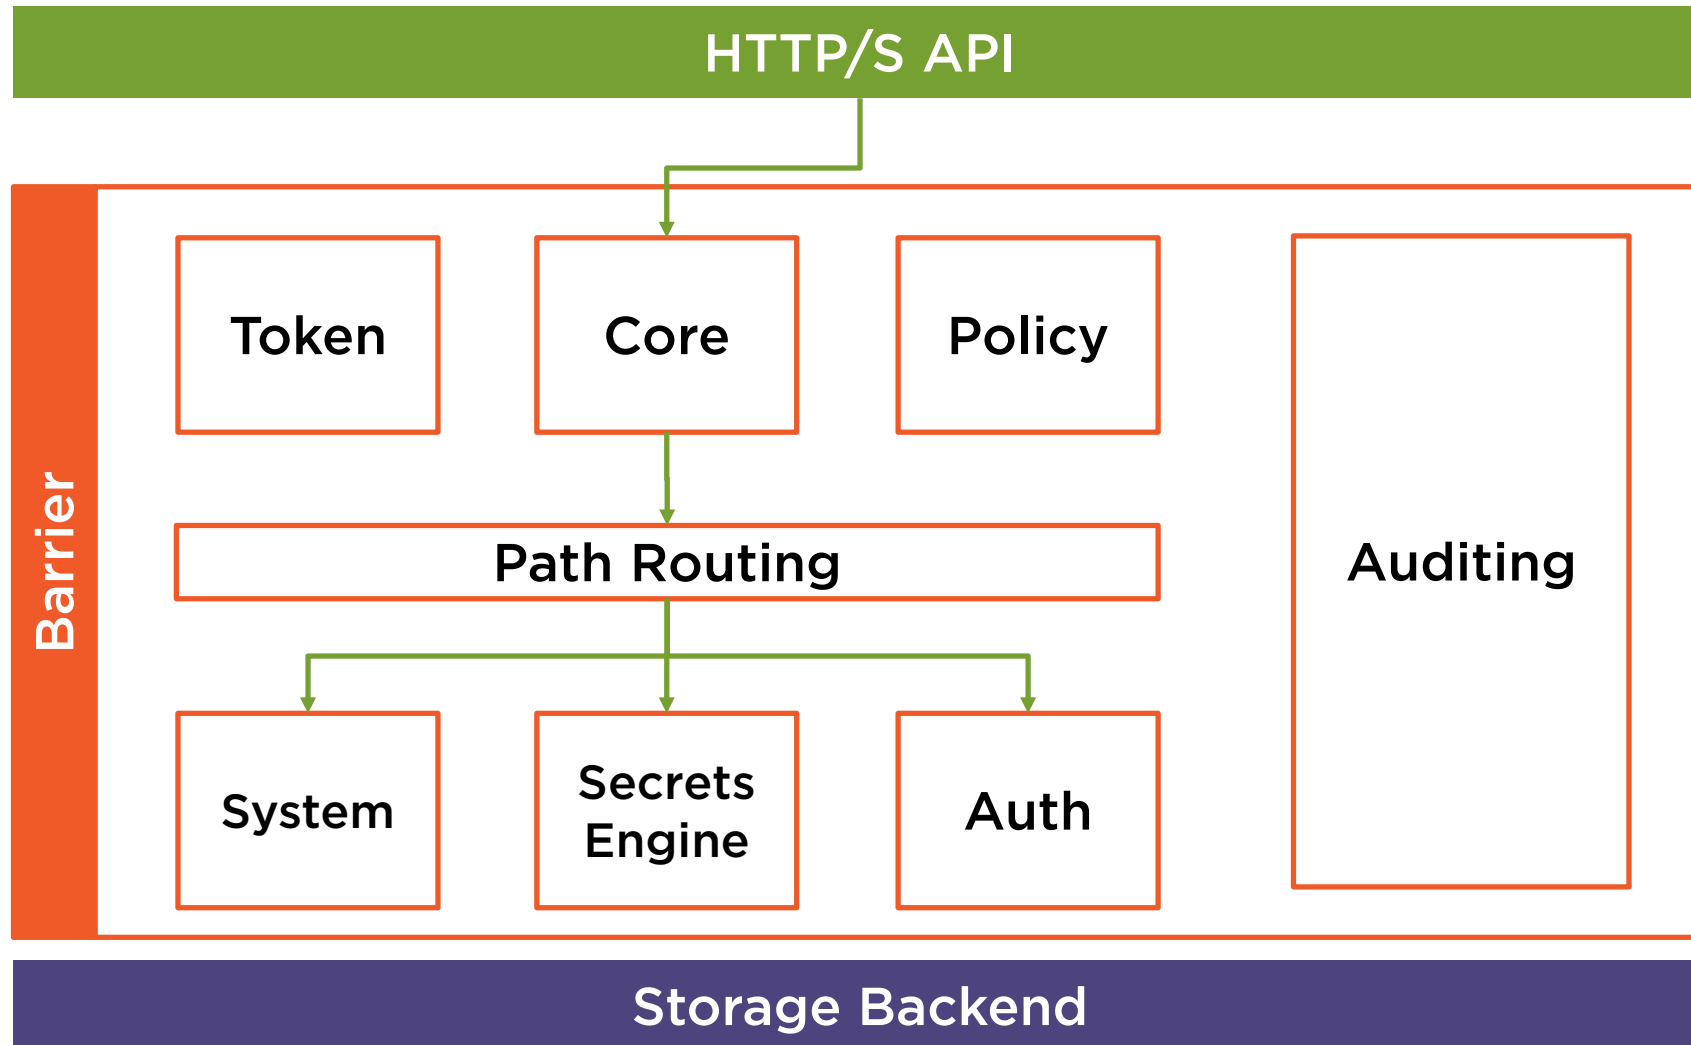 HTTP/S API
Barrier
Token
Core
Policy
Path Routing
Auditing
System
Secrets
Engine
Auth
Storage Backend